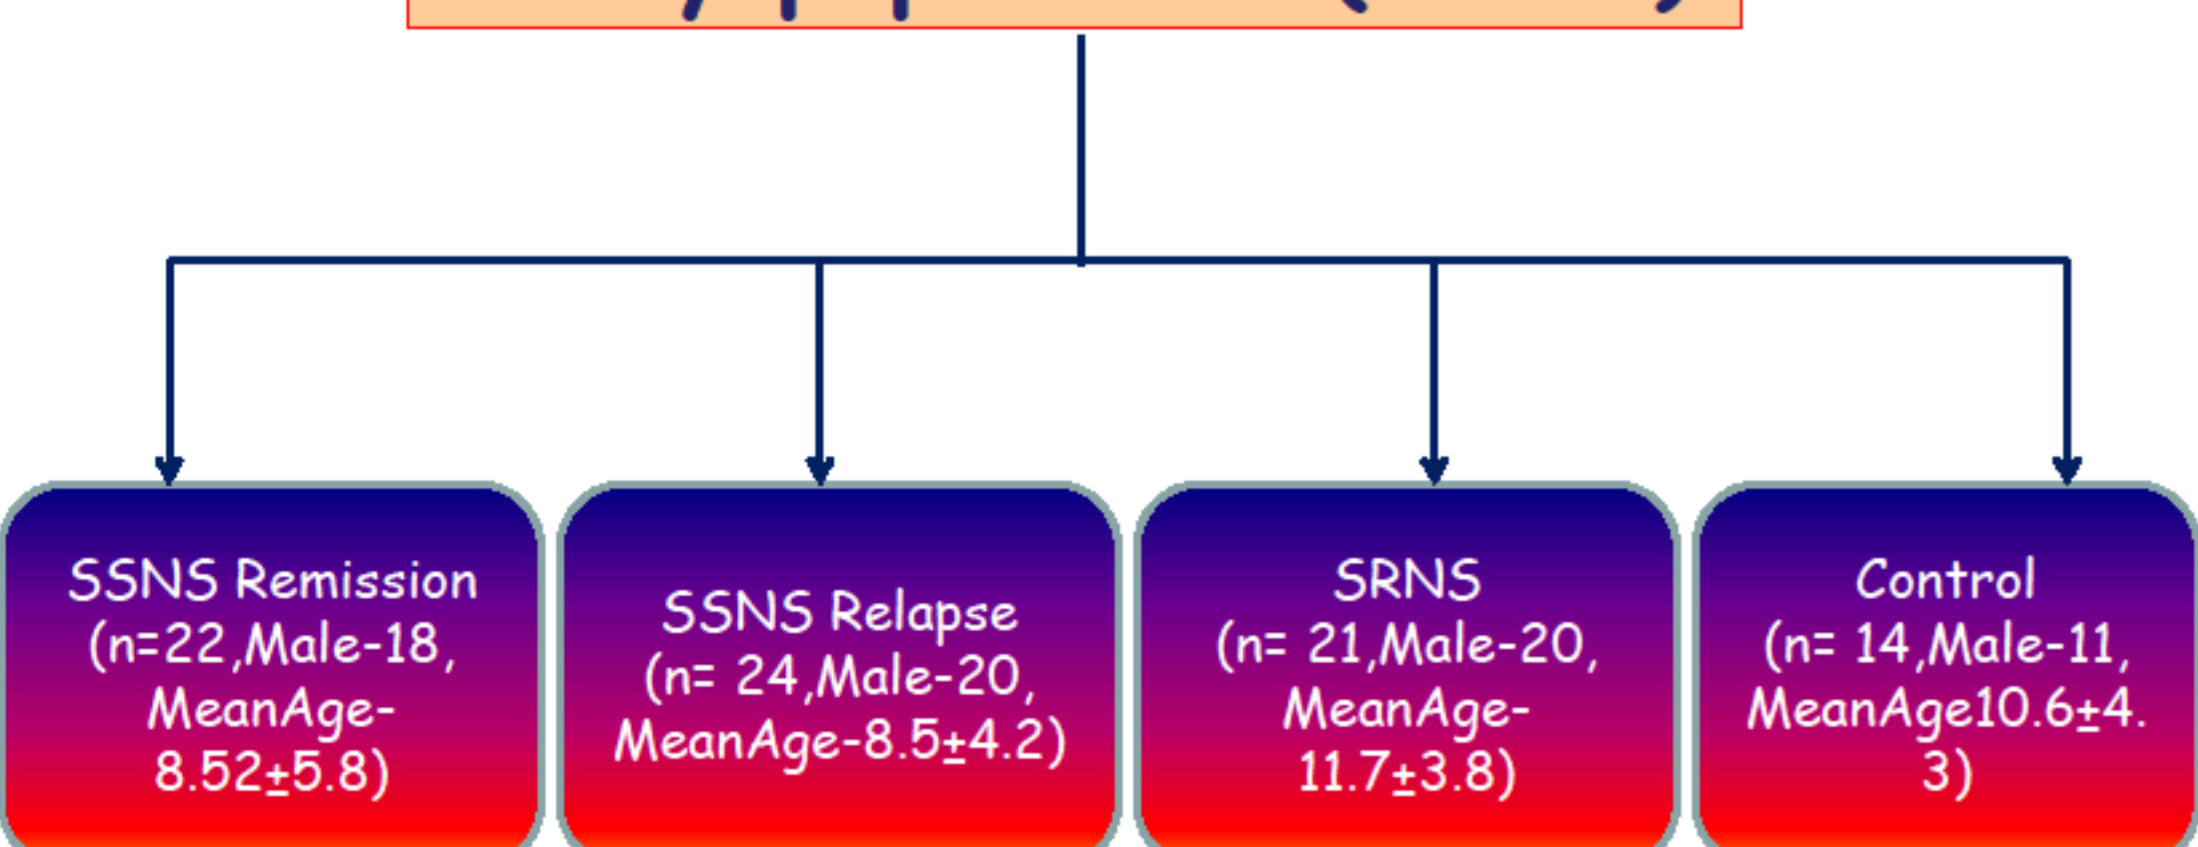 SSNS Remission
(n=22,Male-18,
MeanAge-
8.52±5.8)
SSNS Relapse
(n= 24,Male-20,
MeanAge-8.5±4.2)
SRNS
(n= 21,Male-20,
MeanAge-
11.7±3.8)
Control
(n= 14,Male-11,
MeanAge10.6±4.
3)